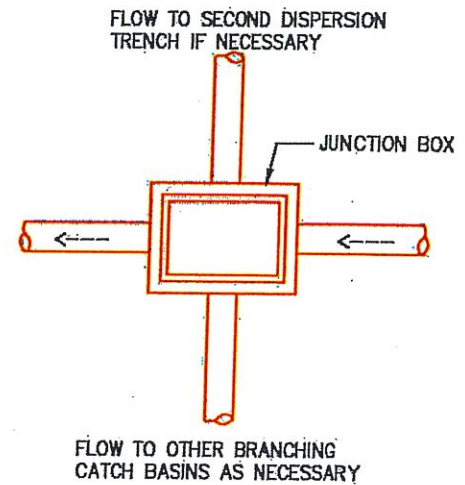 FLOW TO SECOND DISPERSION
TRENCH IF NECESSARY
JUNCTION BOX
FLOW TO OTHER BRANCHING
CATCH BASINS AS NECESSARY